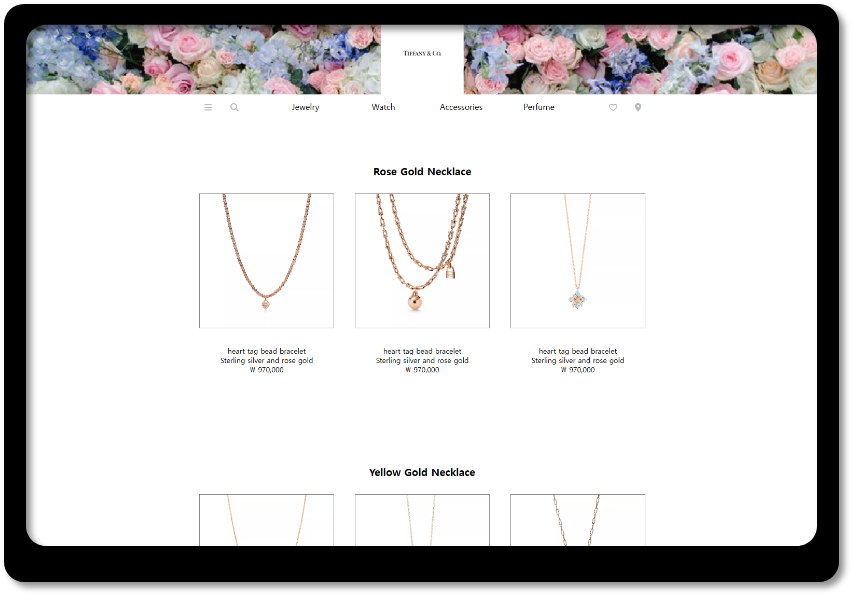 TIFFANY & CO.
Jewelry
Watch
Accessories
Perfume
Rose Gold Necklace
heart tag bead bracelet
Sterling silver and rose gold
₩ 970,000
heart tag bead bracelet
Sterling silver and rose gold
₩ 970,000
heart tag bead bracelet
Sterling silver and rose gold
₩ 970,000
Yellow Gold Necklace